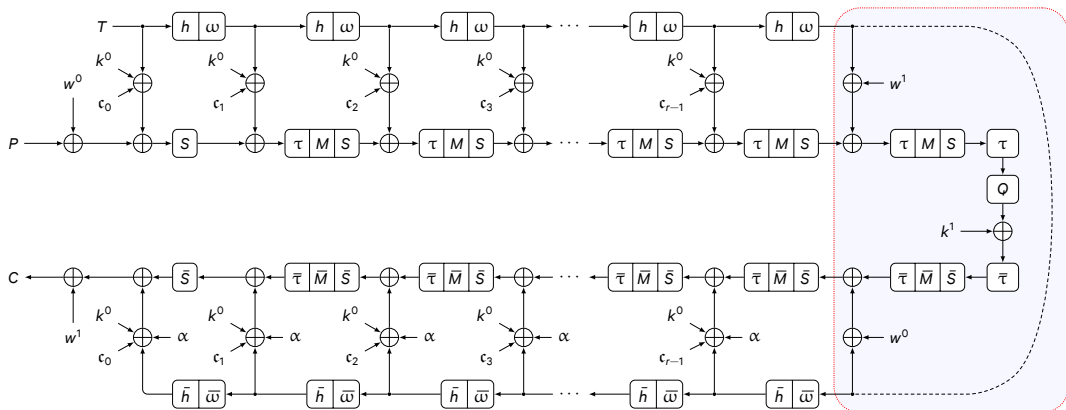 T h ω h ω h ω ··· h ω h ω
k⁰ k⁰ k⁰ k⁰ k⁰
w⁰ w¹
𝔠₀ 𝔠₁ 𝔠₂ 𝔠₃ 𝔠ᵣ₋₁
P S τ M S τ M S ··· τ M S τ M S τ M S τ
Q
k¹
C S̄ τ̄ M̄ S̄ τ̄ M̄ S̄ ··· τ̄ M̄ S̄ τ̄ M̄ S̄ τ̄ M̄ S̄ τ̄
k⁰ k⁰ k⁰ k⁰ k⁰
w¹ α α α α α w⁰
𝔠₀ 𝔠₁ 𝔠₂ 𝔠₃ 𝔠ᵣ₋₁
h̄ ω̄ h̄ ω̄ h̄ ω̄ ··· h̄ ω̄ h̄ ω̄